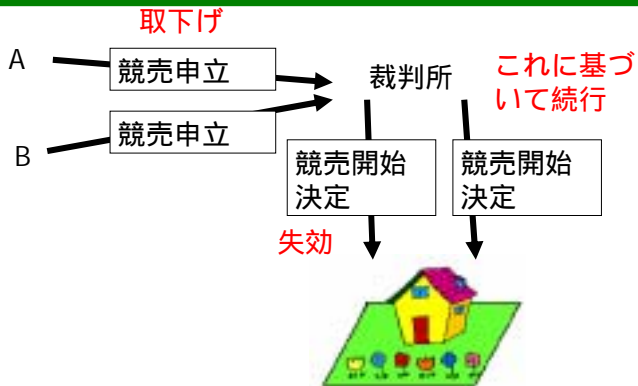 取下げ
A
競売申立
裁判所
これに基づ
いて続行
B
競売申立
競売開始
決定
競売開始
決定
失効